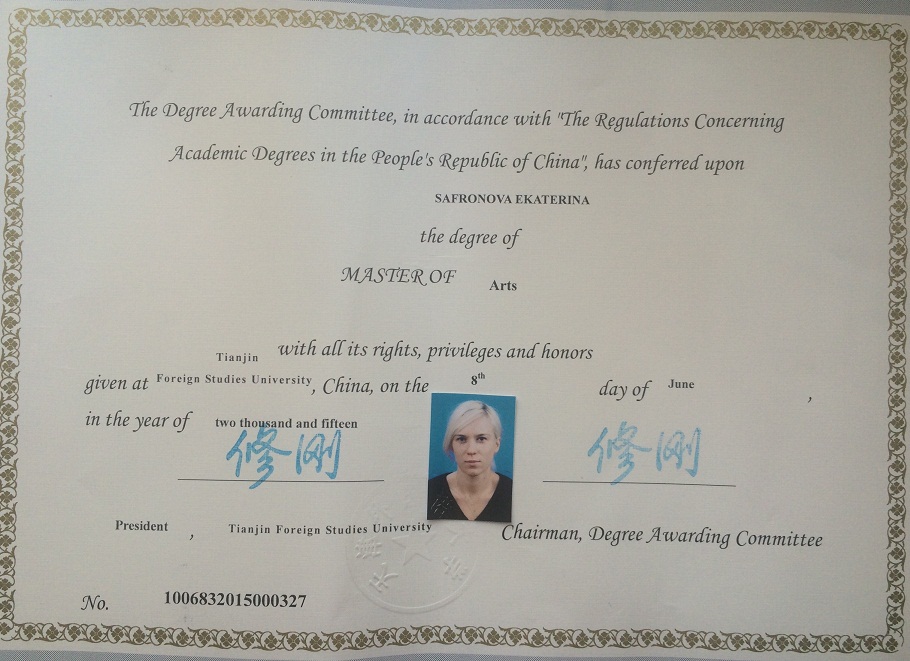 The Degree Awarding Committee, in accordance with "The Regulations Concerning
Academic Degrees in the People's Republic of China", has conferred upon
SAFRONOVA EKATERINA
the degree of
MASTER OF Arts
with all its rights, privileges and honors
given at Tianjin Foreign Studies University, China, on the 8th day of June,
in the year of two thousand and fifteen
修刚 修刚
President, Tianjin Foreign Studies University Chairman, Degree Awarding Committee
No. 1006832015000327